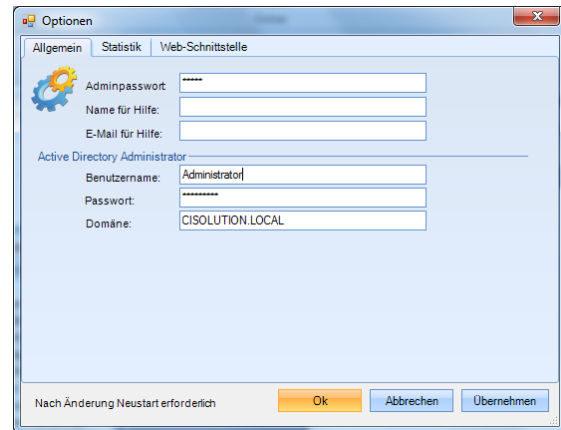 Optionen
Allgemein Statistik Web-Schnittstelle
Adminpasswort *****
Name für Hilfe:
E-Mail für Hilfe:
Active Directory Administrator
Benutzername: Administrator
Passwort: *********
Domäne: CISOLUTION.LOCAL
Nach Änderung Neustart erforderlich Ok Abbrechen Übernehmen